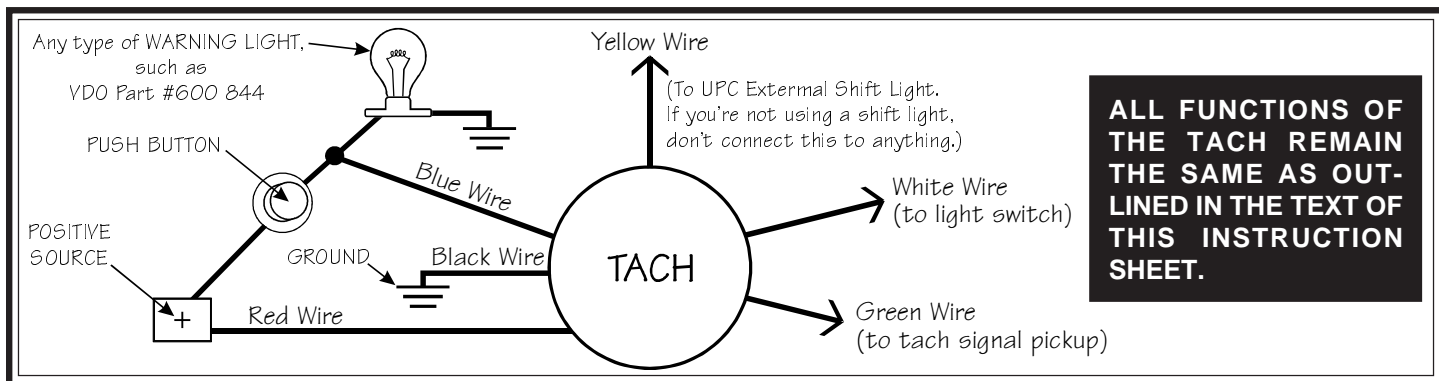 Any type of WARNING LIGHT,
such as
VDO Part #600 844
PUSH BUTTON
POSITIVE
SOURCE
+
GROUND
Blue Wire
Black Wire
Red Wire
TACH
Yellow Wire
(To UPC Extermal Shift Light.
If you're not using a shift light,
don't connect this to anything.)
White Wire
(to light switch)
Green Wire
(to tach signal pickup)
ALL FUNCTIONS OF
THE TACH REMAIN
THE SAME AS OUT-
LINED IN THE TEXT OF
THIS INSTRUCTION
SHEET.